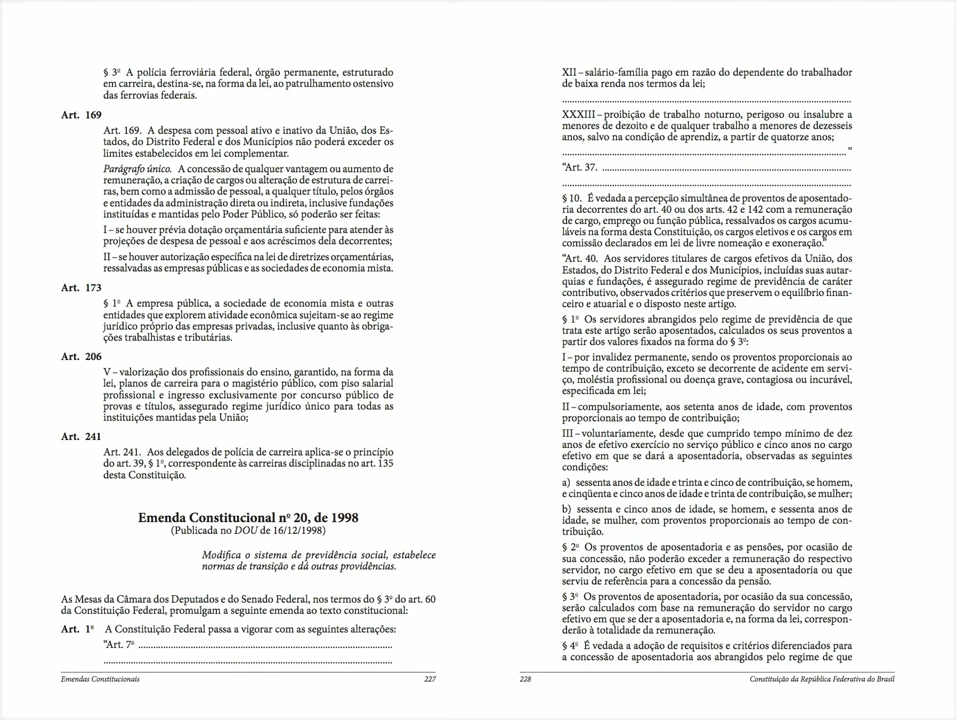 § 3º A polícia ferroviária federal, órgão permanente, estruturado
em carreira, destina-se, na forma da lei, ao patrulhamento ostensivo
das ferrovias federais.
Art. 169
Art. 169. A despesa com pessoal ativo e inativo da União, dos Es-
tados, do Distrito Federal e dos Municípios não poderá exceder os
limites estabelecidos em lei complementar.
Parágrafo único. A concessão de qualquer vantagem ou aumento de
remuneração, a criação de cargos ou alteração de estrutura de carrei-
ras, bem como a admissão de pessoal, a qualquer título, pelos órgãos
e entidades da administração direta ou indireta, inclusive fundações
instituídas e mantidas pelo Poder Público, só poderão ser feitas:
I – se houver prévia dotação orçamentária suficiente para atender às
projeções de despesa de pessoal e aos acréscimos dela decorrentes;
II – se houver autorização específica na lei de diretrizes orçamentárias,
ressalvadas as empresas públicas e as sociedades de economia mista.
Art. 173
§ 1º A empresa pública, a sociedade de economia mista e outras
entidades que explorem atividade econômica sujeitam-se ao regime
jurídico próprio das empresas privadas, inclusive quanto às obriga-
ções trabalhistas e tributárias.
Art. 206
V – valorização dos profissionais do ensino, garantido, na forma da
lei, planos de carreira para o magistério público, com piso salarial
profissional e ingresso exclusivamente por concurso público de
provas e títulos, assegurado regime jurídico único para todas as
instituições mantidas pela União;
Art. 241
Art. 241. Aos delegados de polícia de carreira aplica-se o princípio
do art. 39, § 1º, correspondente às carreiras disciplinadas no art. 135
desta Constituição.
Emenda Constitucional nº 20, de 1998
(Publicada no DOU de 16/12/1998)
Modifica o sistema de previdência social, estabelece
normas de transição e dá outras providências.
As Mesas da Câmara dos Deputados e do Senado Federal, nos termos do § 3º do art. 60
da Constituição Federal, promulgam a seguinte emenda ao texto constitucional:
Art. 1º A Constituição Federal passa a vigorar com as seguintes alterações:
“Art. 7º ....................................................................................................
....................................................................................................................
Emendas Constitucionais 227
XII – salário-família pago em razão do dependente do trabalhador
de baixa renda nos termos da lei;
....................................................................................................................
XXXIII – proibição de trabalho noturno, perigoso ou insalubre a
menores de dezoito e de qualquer trabalho a menores de dezesseis
anos, salvo na condição de aprendiz, a partir de quatorze anos;
.................................................................................................................”
“Art. 37. ....................................................................................................
....................................................................................................................
§ 10. É vedada a percepção simultânea de proventos de aposentado-
ria decorrentes do art. 40 ou dos arts. 42 e 142 com a remuneração
de cargo, emprego ou função pública, ressalvados os cargos acumu-
láveis na forma desta Constituição, os cargos eletivos e os cargos em
comissão declarados em lei de livre nomeação e exoneração.”
“Art. 40. Aos servidores titulares de cargos efetivos da União, dos
Estados, do Distrito Federal e dos Municípios, incluídas suas autar-
quias e fundações, é assegurado regime de previdência de caráter
contributivo, observados critérios que preservem o equilíbrio finan-
ceiro e atuarial e o disposto neste artigo.
§ 1º Os servidores abrangidos pelo regime de previdência de que
trata este artigo serão aposentados, calculados os seus proventos a
partir dos valores fixados na forma do § 3º:
I – por invalidez permanente, sendo os proventos proporcionais ao
tempo de contribuição, exceto se decorrente de acidente em servi-
ço, moléstia profissional ou doença grave, contagiosa ou incurável,
especificada em lei;
II – compulsoriamente, aos setenta anos de idade, com proventos
proporcionais ao tempo de contribuição;
III – voluntariamente, desde que cumprido tempo mínimo de dez
anos de efetivo exercício no serviço público e cinco anos no cargo
efetivo em que se dará a aposentadoria, observadas as seguintes
condições:
a) sessenta anos de idade e trinta e cinco de contribuição, se homem,
e cinqüenta e cinco anos de idade e trinta de contribuição, se mulher;
b) sessenta e cinco anos de idade, se homem, e sessenta anos de
idade, se mulher, com proventos proporcionais ao tempo de con-
tribuição.
§ 2º Os proventos de aposentadoria e as pensões, por ocasião de
sua concessão, não poderão exceder a remuneração do respectivo
servidor, no cargo efetivo em que se deu a aposentadoria ou que
serviu de referência para a concessão da pensão.
§ 3º Os proventos de aposentadoria, por ocasião da sua concessão,
serão calculados com base na remuneração do servidor no cargo
efetivo em que se der a aposentadoria e, na forma da lei, correspon-
derão à totalidade da remuneração.
§ 4º É vedada a adoção de requisitos e critérios diferenciados para
a concessão de aposentadoria aos abrangidos pelo regime de que
228 Constituição da República Federativa do Brasil